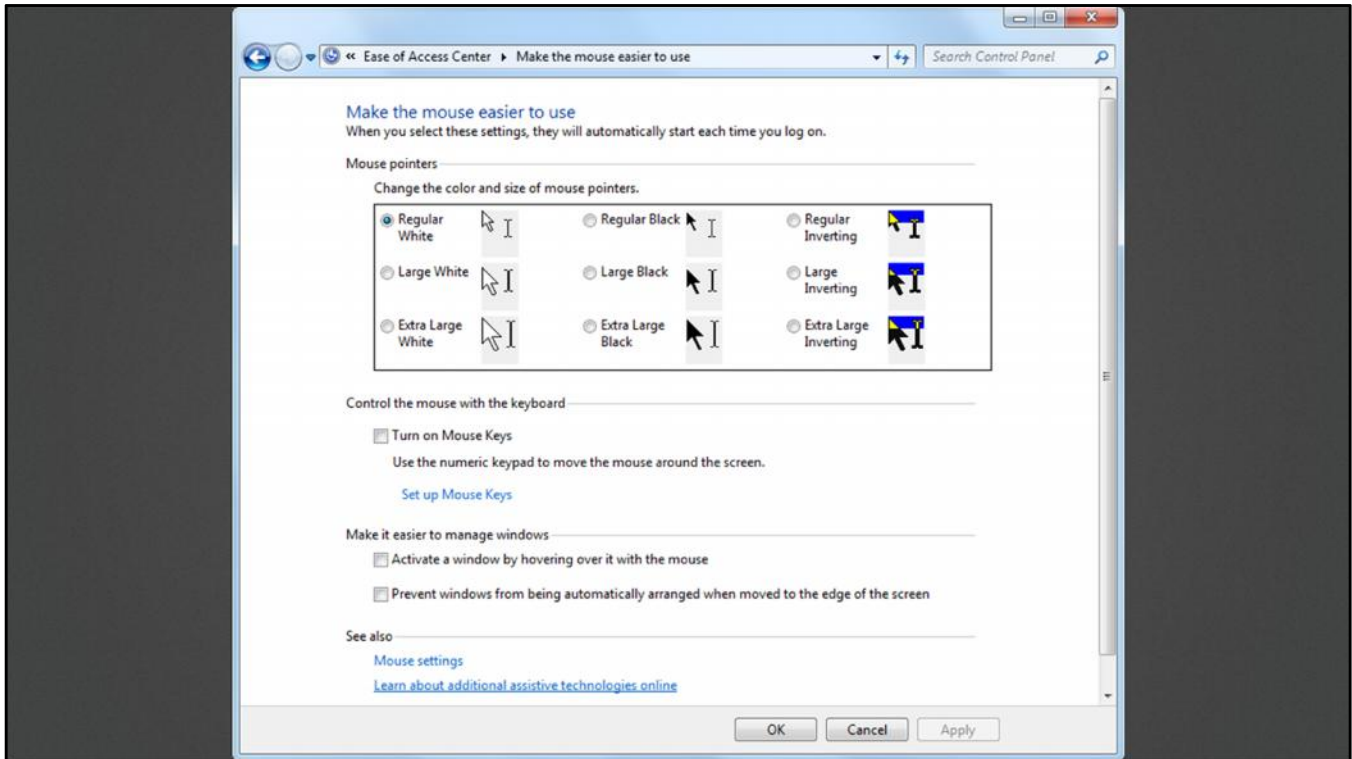 « Ease of Access Center ▸ Make the mouse easier to use
Search Control Panel
Make the mouse easier to use
When you select these settings, they will automatically start each time you log on.
Mouse pointers
Change the color and size of mouse pointers.
Regular White
Regular Black
Regular Inverting
Large White
Large Black
Large Inverting
Extra Large White
Extra Large Black
Extra Large Inverting
Control the mouse with the keyboard
Turn on Mouse Keys
Use the numeric keypad to move the mouse around the screen.
Set up Mouse Keys
Make it easier to manage windows
Activate a window by hovering over it with the mouse
Prevent windows from being automatically arranged when moved to the edge of the screen
See also
Mouse settings
Learn about additional assistive technologies online
OK Cancel Apply